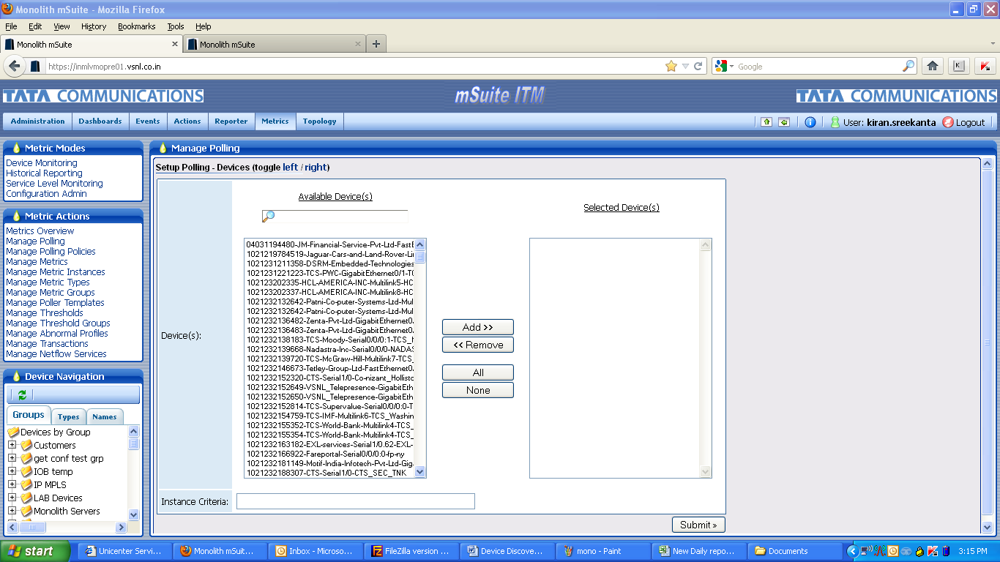 Monolith mSuite - Mozilla Firefox
File Edit View History Bookmarks Tools Help
Monolith mSuite
Monolith mSuite
https://inmlvmopre01.vsnl.co.in
Google
TATA COMMUNICATIONS
mSuite ITM
TATA COMMUNICATIONS
Administration Dashboards Events Actions Reporter Metrics Topology
User: kiran.sreekanta Logout
Metric Modes
Device Monitoring
Historical Reporting
Service Level Monitoring
Configuration Admin
Metric Actions
Metrics Overview
Manage Polling
Manage Polling Policies
Manage Metrics
Manage Metric Instances
Manage Metric Types
Manage Metric Groups
Manage Poller Templates
Manage Thresholds
Manage Threshold Groups
Manage Abnormal Profiles
Manage Transactions
Manage Netflow Services
Device Navigation
Groups Types Names
Devices by Group
Customers
get conf test grp
IOB temp
IP MPLS
LAB Devices
Monolith Servers
Manage Polling
Setup Polling - Devices (toggle left / right)
Available Device(s)
Selected Device(s)
Device(s):
04031194480-JM-Financial-Service-Pvt-Ltd-FastE
1021219784519-Jaguar-Cars-and-Land-Rover-Lin
1021231211358-DSRM-Embedded-Technologies
1021231221223-TCS-PWC-GigabitEthernet0/1-TC
102123202335-HCL-AMERICA-INC-Multilink5-HC
102123202337-HCL-AMERICA-INC-Multilink8-HC
1021232132642-Patni-Co-puter-Systems-Ltd-Mul
1021232132642-Patni-Co-puter-Systems-Ltd-Mul
1021232136482-Zenta-Pvt-Ltd-GigabitEthernet0/
1021232136483-Zenta-Pvt-Ltd-GigabitEthernet0/
1021232138183-TCS-Moody-Serial0/0/0:1-TCS_M
1021232139668-Nadastra-Inc-Serial0/0/0-NADAS
1021232139720-TCS-McGraw-Hill-Multilink7-TCS_
1021232146673-Tetley-Group-Ltd-FastEthernet0/
1021232152320-CTS-Serial1/0-Co-nizant_Hollisto
1021232152649-VSNL_Telepresence-GigabitEth
1021232152650-VSNL_Telepresence-GigabitEth
1021232152814-TCS-Supervalue-Serial0/0/0:0-T
1021232154759-TCS-IMF-Multilink6-TCS_Washin
1021232155352-TCS-World-Bank-Multilink4-TCS_
1021232155354-TCS-World-Bank-Multilink4-TCS_
1021232163182-EXL-services-Serial1/0.62-EXL-
1021232166922-Fareportal-Serial0/0/0:0-fp-ny
1021232181149-Motif-India-Infotech-Pvt-Ltd-Gig-
1021232188307-CTS-Serial1/0-CTS_SEC_TNK
Add >>
<< Remove
All
None
Instance Criteria:
Submit »
start Unicenter Servi... Monolith mSuit... Inbox - Microso... FileZilla version ... Device Discove... mono - Paint New Daily repo... Documents 3:15 PM